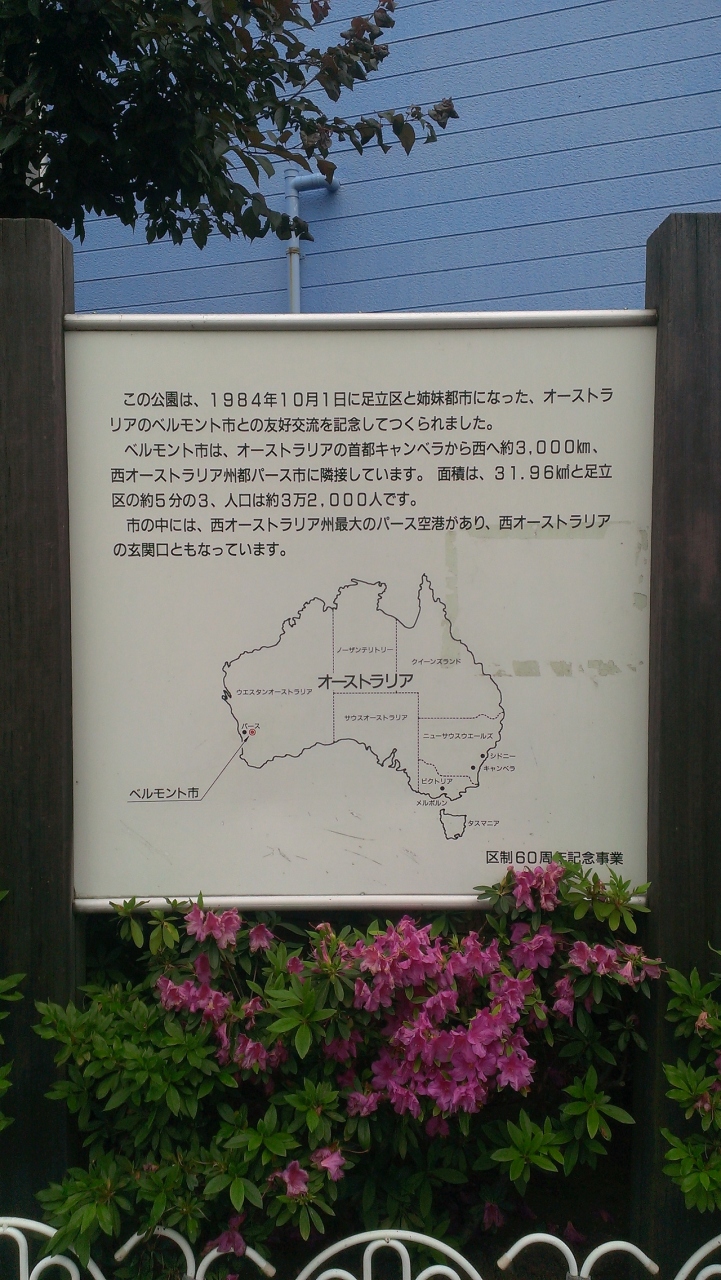 この公園は、1984年10月1日に足立区と姉妹都市になった、オーストラ
リアのベルモント市との友好交流を記念してつくられました。
ベルモント市は、オーストラリアの首都キャンベラから西へ約3,000㎞、
西オーストラリア州都パース市に隣接しています。 面積は、31.96㎢と足立
区の約5分の3、人口は約3万2,000人です。
市の中には、西オーストラリア州最大のパース空港があり、西オーストラリア
の玄関口ともなっています。
ノーザンテリトリー
クイーンズランド
オーストラリア
ウエスタンオーストラリア
サウスオーストラリア
パース
ニューサウスウエールズ
シドニー
キャンベラ
ビクトリア
ベルモント市
メルボルン
タスマニア
区制60周年記念事業